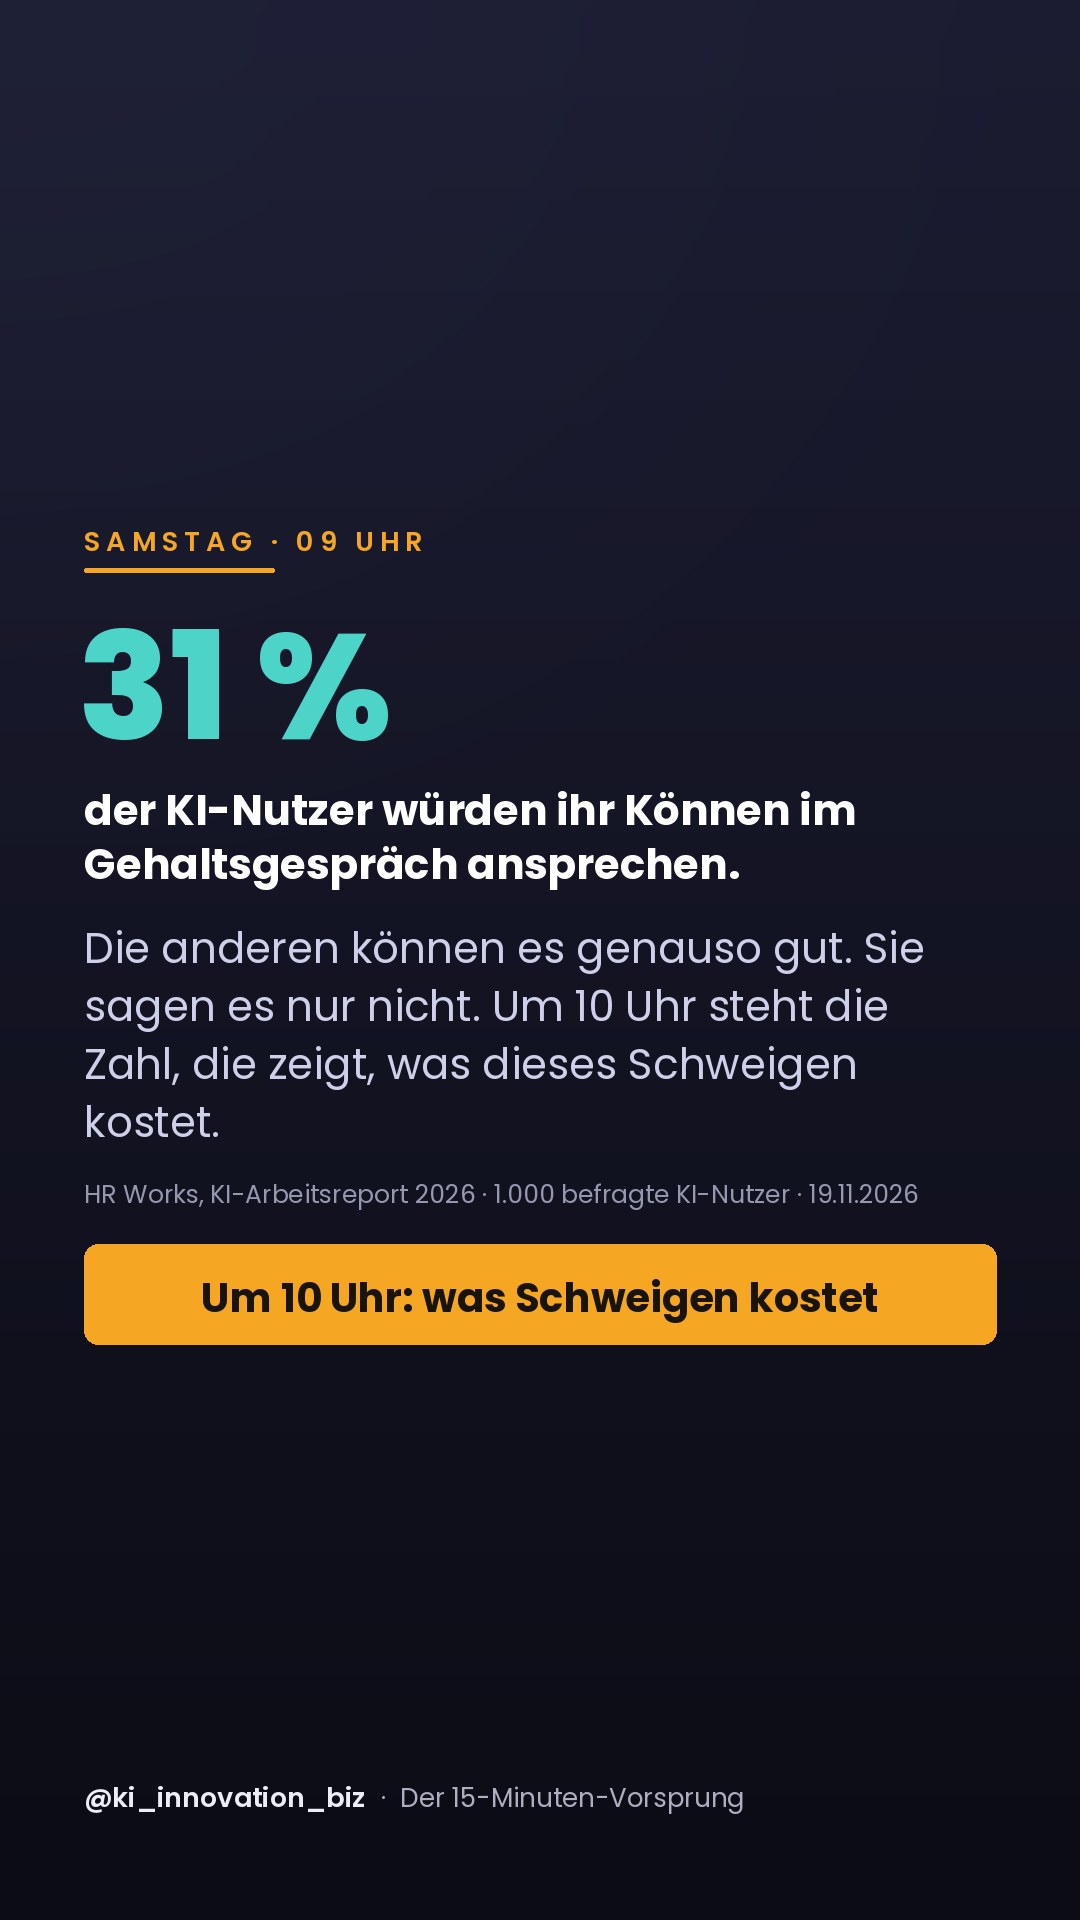 SAMSTAG · 09 UHR
31 %
der KI-Nutzer würden ihr Können im
Gehaltsgespräch ansprechen.
Die anderen können es genauso gut. Sie
sagen es nur nicht. Um 10 Uhr steht die
Zahl, die zeigt, was dieses Schweigen
kostet.
HR Works, KI-Arbeitsreport 2026 · 1.000 befragte KI-Nutzer · 19.11.2026
Um 10 Uhr: was Schweigen kostet
@ki_innovation_biz · Der 15-Minuten-Vorsprung